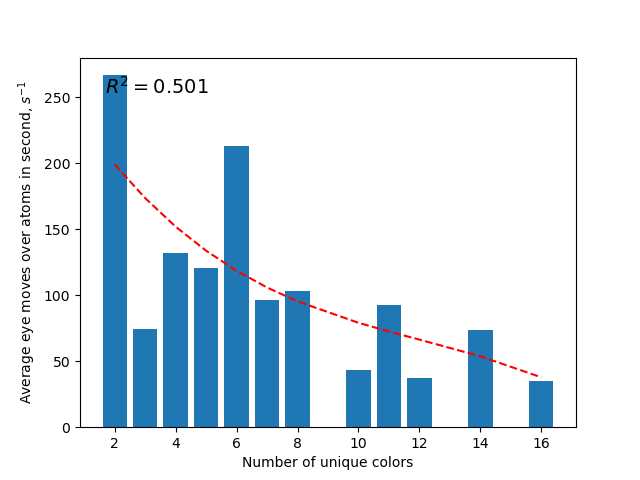 R² = 0.501
Average eye moves over atoms in second, s⁻¹
250
200
150
100
50
0
2 4 6 8 10 12 14 16
Number of unique colors